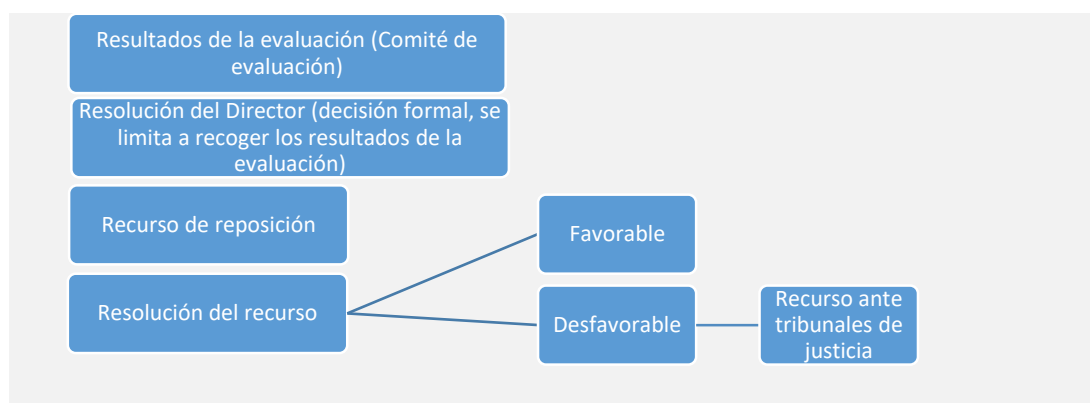 Resultados de la evaluación (Comité de
evaluación)
Resolución del Director (decisión formal, se
limita a recoger los resultados de la
evaluación)
Recurso de reposición
Favorable
Resolución del recurso
Desfavorable
Recurso ante
tribunales de
justicia